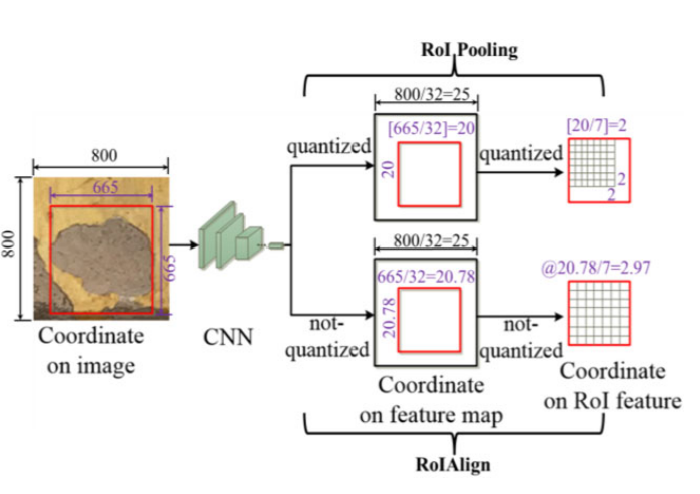 RoI Pooling
800/32=25
[665/32]=20
20
quantized
quantized
[20/7]=2
2
2
800
665
800
665
Coordinate
on image
CNN
800/32=25
665/32=20.78
20.78
not-
quantized
not-
quantized
@20.78/7=2.97
Coordinate
on feature map
Coordinate
on RoI feature
RoIAlign